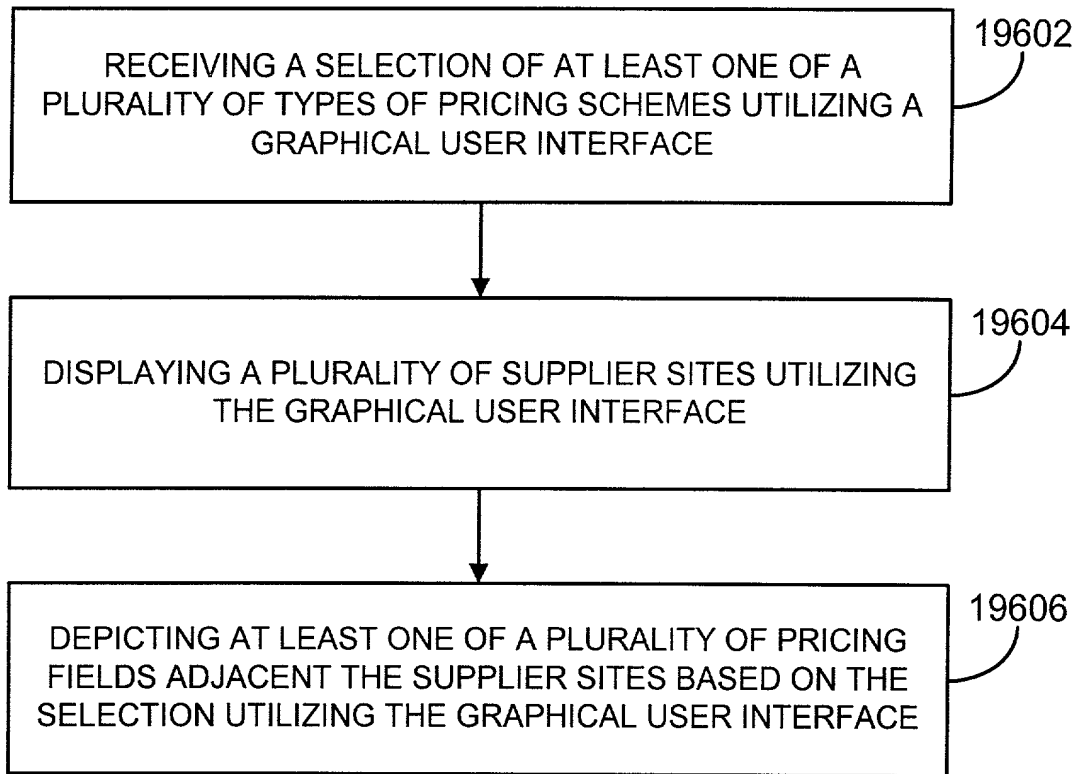 19602
RECEIVING A SELECTION OF AT LEAST ONE OF A
PLURALITY OF TYPES OF PRICING SCHEMES UTILIZING A
GRAPHICAL USER INTERFACE
19604
DISPLAYING A PLURALITY OF SUPPLIER SITES UTILIZING
THE GRAPHICAL USER INTERFACE
19606
DEPICTING AT LEAST ONE OF A PLURALITY OF PRICING
FIELDS ADJACENT THE SUPPLIER SITES BASED ON THE
SELECTION UTILIZING THE GRAPHICAL USER INTERFACE